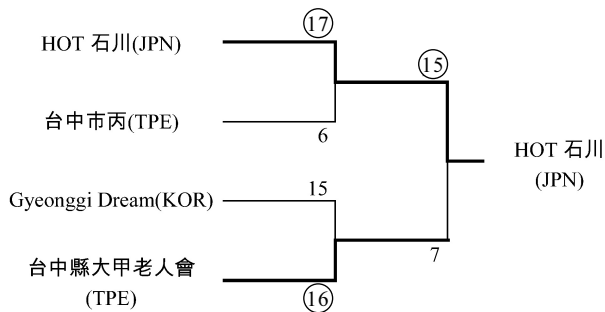 17
HOT 石川(JPN)
15
台中市丙(TPE)
6
HOT 石川
(JPN)
15
Gyeonggi Dream(KOR)
7
台中縣大甲老人會
(TPE)
16